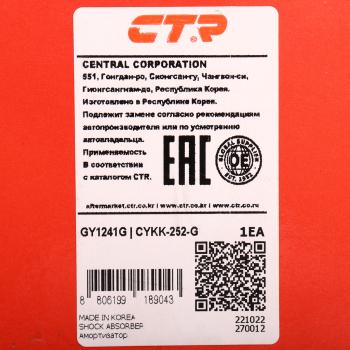 CTR
CENTRAL CORPORATION
551, Гонгдан-ро, Сионгсан-гу, Чангвон-си,
Гионгсангнам-до, Республика Корея.
Изготовлено в Республике Корея.
Подлежит замене согласно рекомендациям
автопроизводителя или по усмотрению
автовладельца.
Применяемость
В соответствии
с каталогом CTR.
EAC
GLOBAL SUPPLIER
OE
EST. 1952
aftermarket.ctr.co.kr | www.ctr.co.kr | www.ctr.co.ru
GY1241G | CYKK-252-G 1EA
8 806199 189043
MADE IN KOREA
SHOCK ABSORBER
Амортизатор
221022
270012